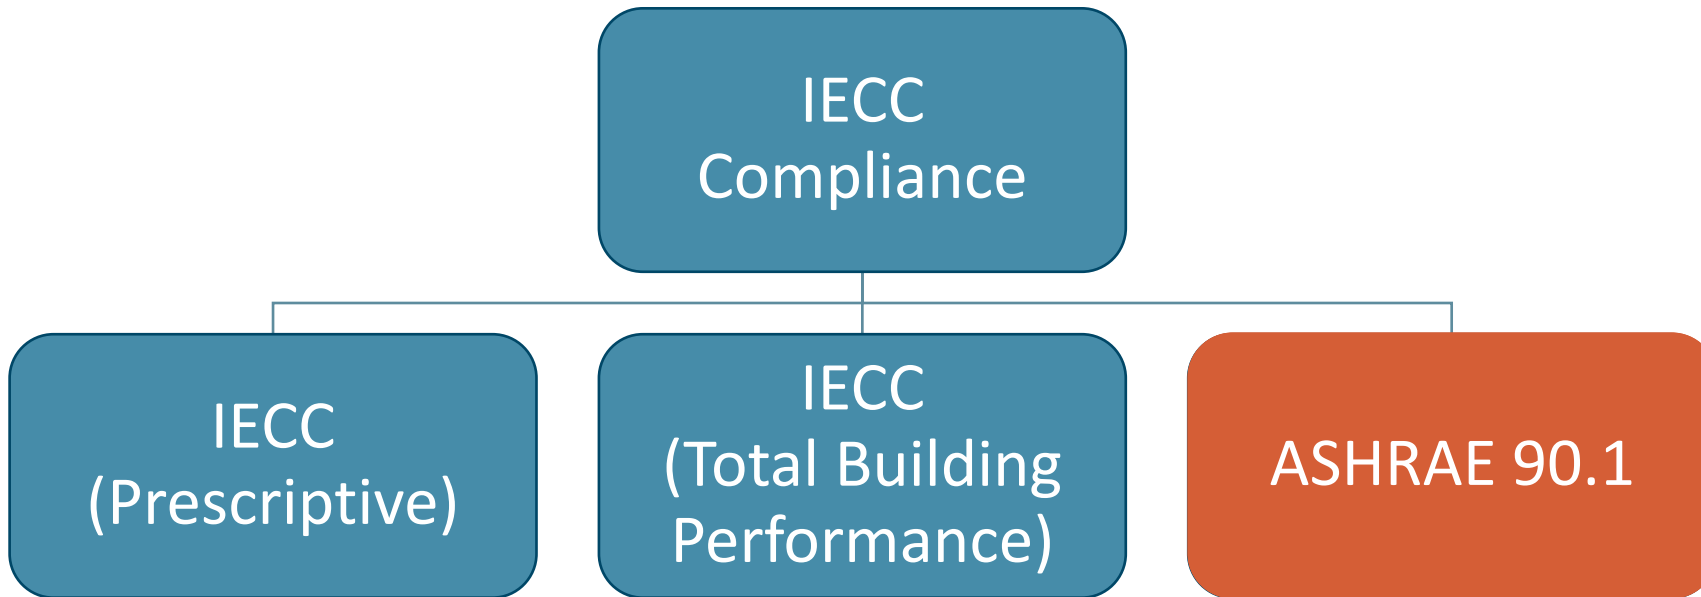 IECC
Compliance
IECC
(Prescriptive)
IECC
(Total Building
Performance)
ASHRAE 90.1